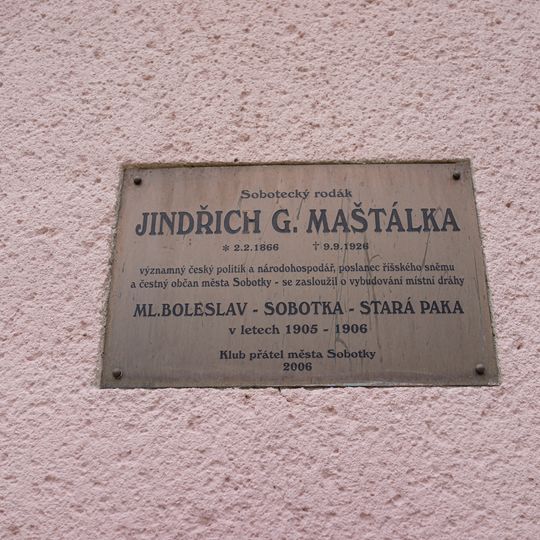 Sobotecký rodák
JINDŘICH G. MAŠTÁLKA
* 2.2.1866 † 9.9.1926
významný český politik a národohospodář, poslanec říšského sněmu
a čestný občan města Sobotky - se zasloužil o vybudování místní dráhy
ML.BOLESLAV - SOBOTKA - STARÁ PAKA
v letech 1905 - 1906
Klub přátel města Sobotky
2006